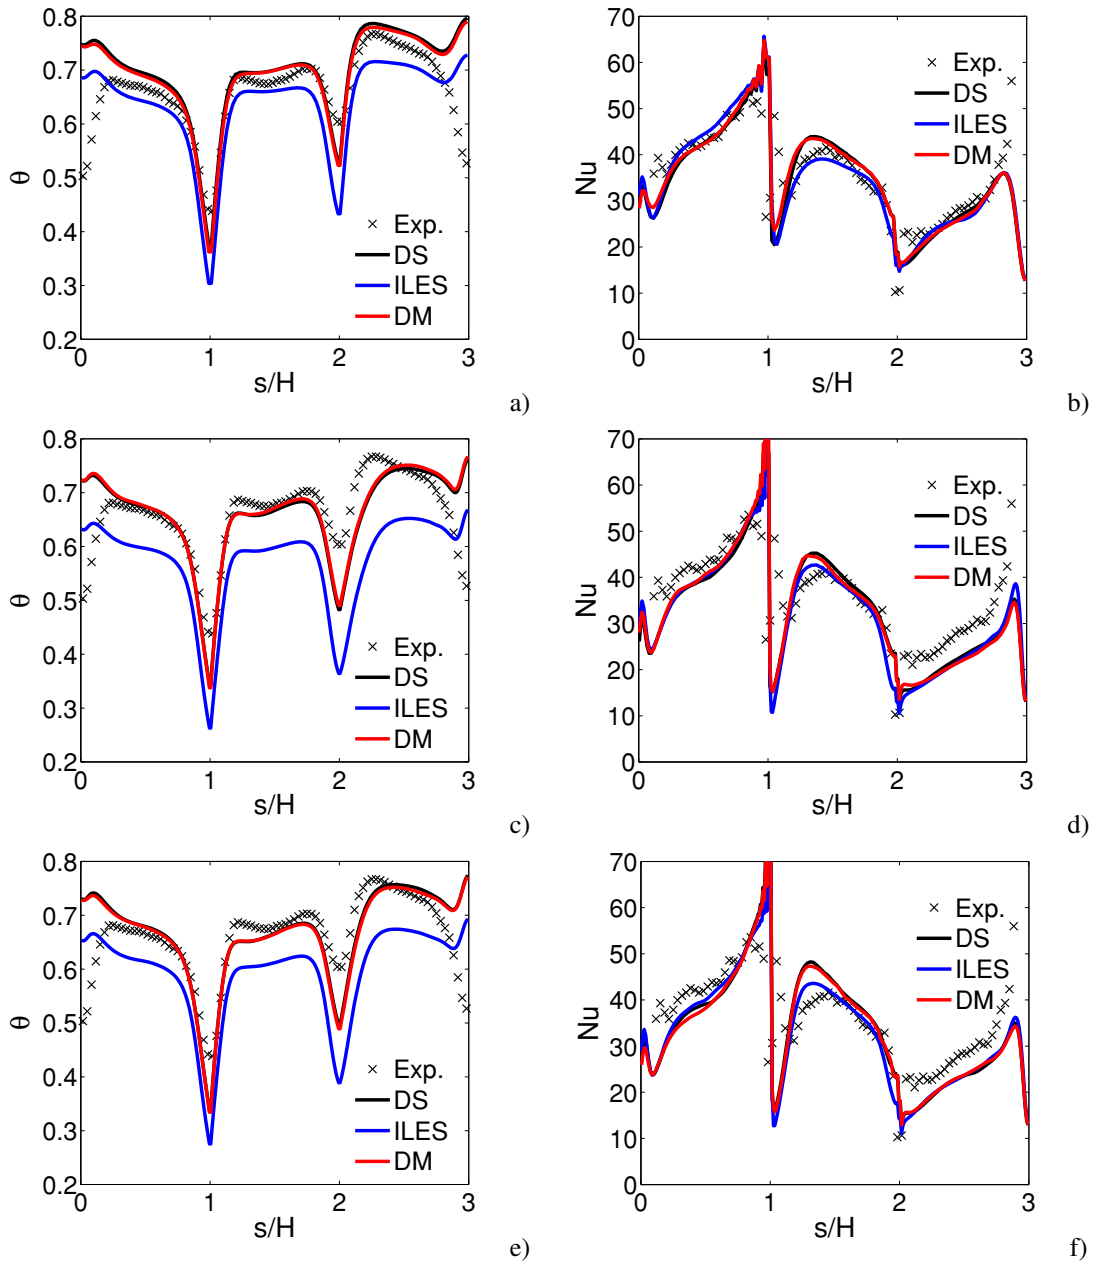 0.8
0.7
0.6
0.5
0.4
0.3
0.2
θ
0 1 2 3
s/H
Exp.
DS
ILES
DM
a)
70
60
50
40
30
20
10
0
Nu
0 1 2 3
s/H
Exp.
DS
ILES
DM
b)
0.8
0.7
0.6
0.5
0.4
0.3
0.2
θ
0 1 2 3
s/H
Exp.
DS
ILES
DM
c)
70
60
50
40
30
20
10
0
Nu
0 1 2 3
s/H
Exp.
DS
ILES
DM
d)
0.8
0.7
0.6
0.5
0.4
0.3
0.2
θ
0 1 2 3
s/H
Exp.
DS
ILES
DM
e)
70
60
50
40
30
20
10
0
Nu
0 1 2 3
s/H
Exp.
DS
ILES
DM
f)